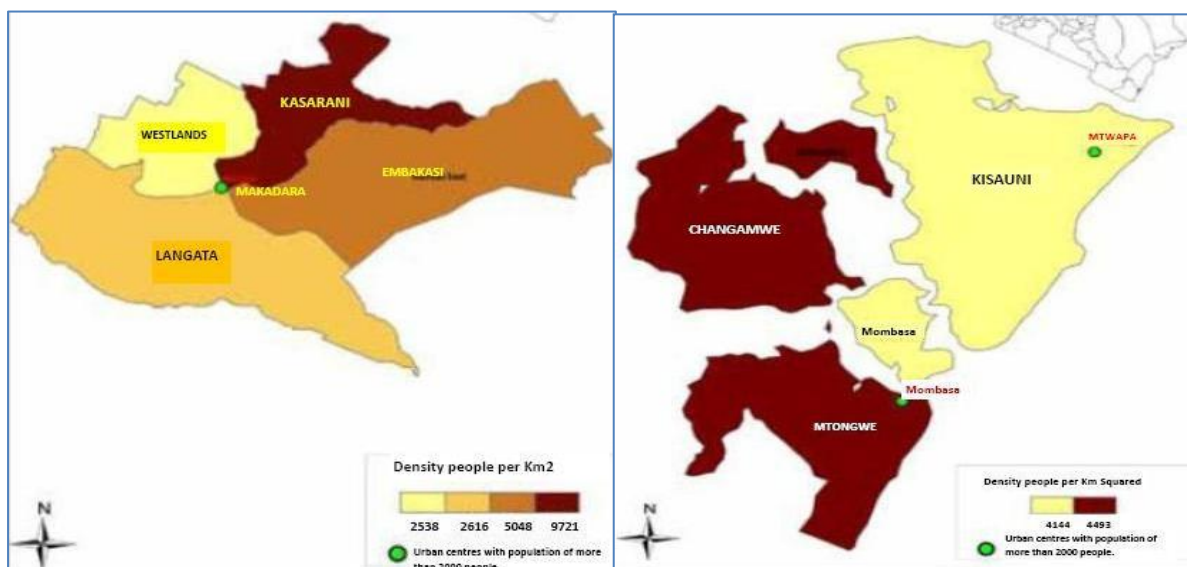 KASARANI
WESTLANDS
EMBAKASI
MAKADARA
LANGATA
Density people per Km2
2538 2616 5048 9721
N
Urban centres with population of more
than 2000 people.
MTWAPA
KISAUNI
CHANGAMWE
Mombasa
Mombasa
MTONGWE
Density people per Km Squared
4144 4493
N
Urban centres with population of
more than 2000 people.